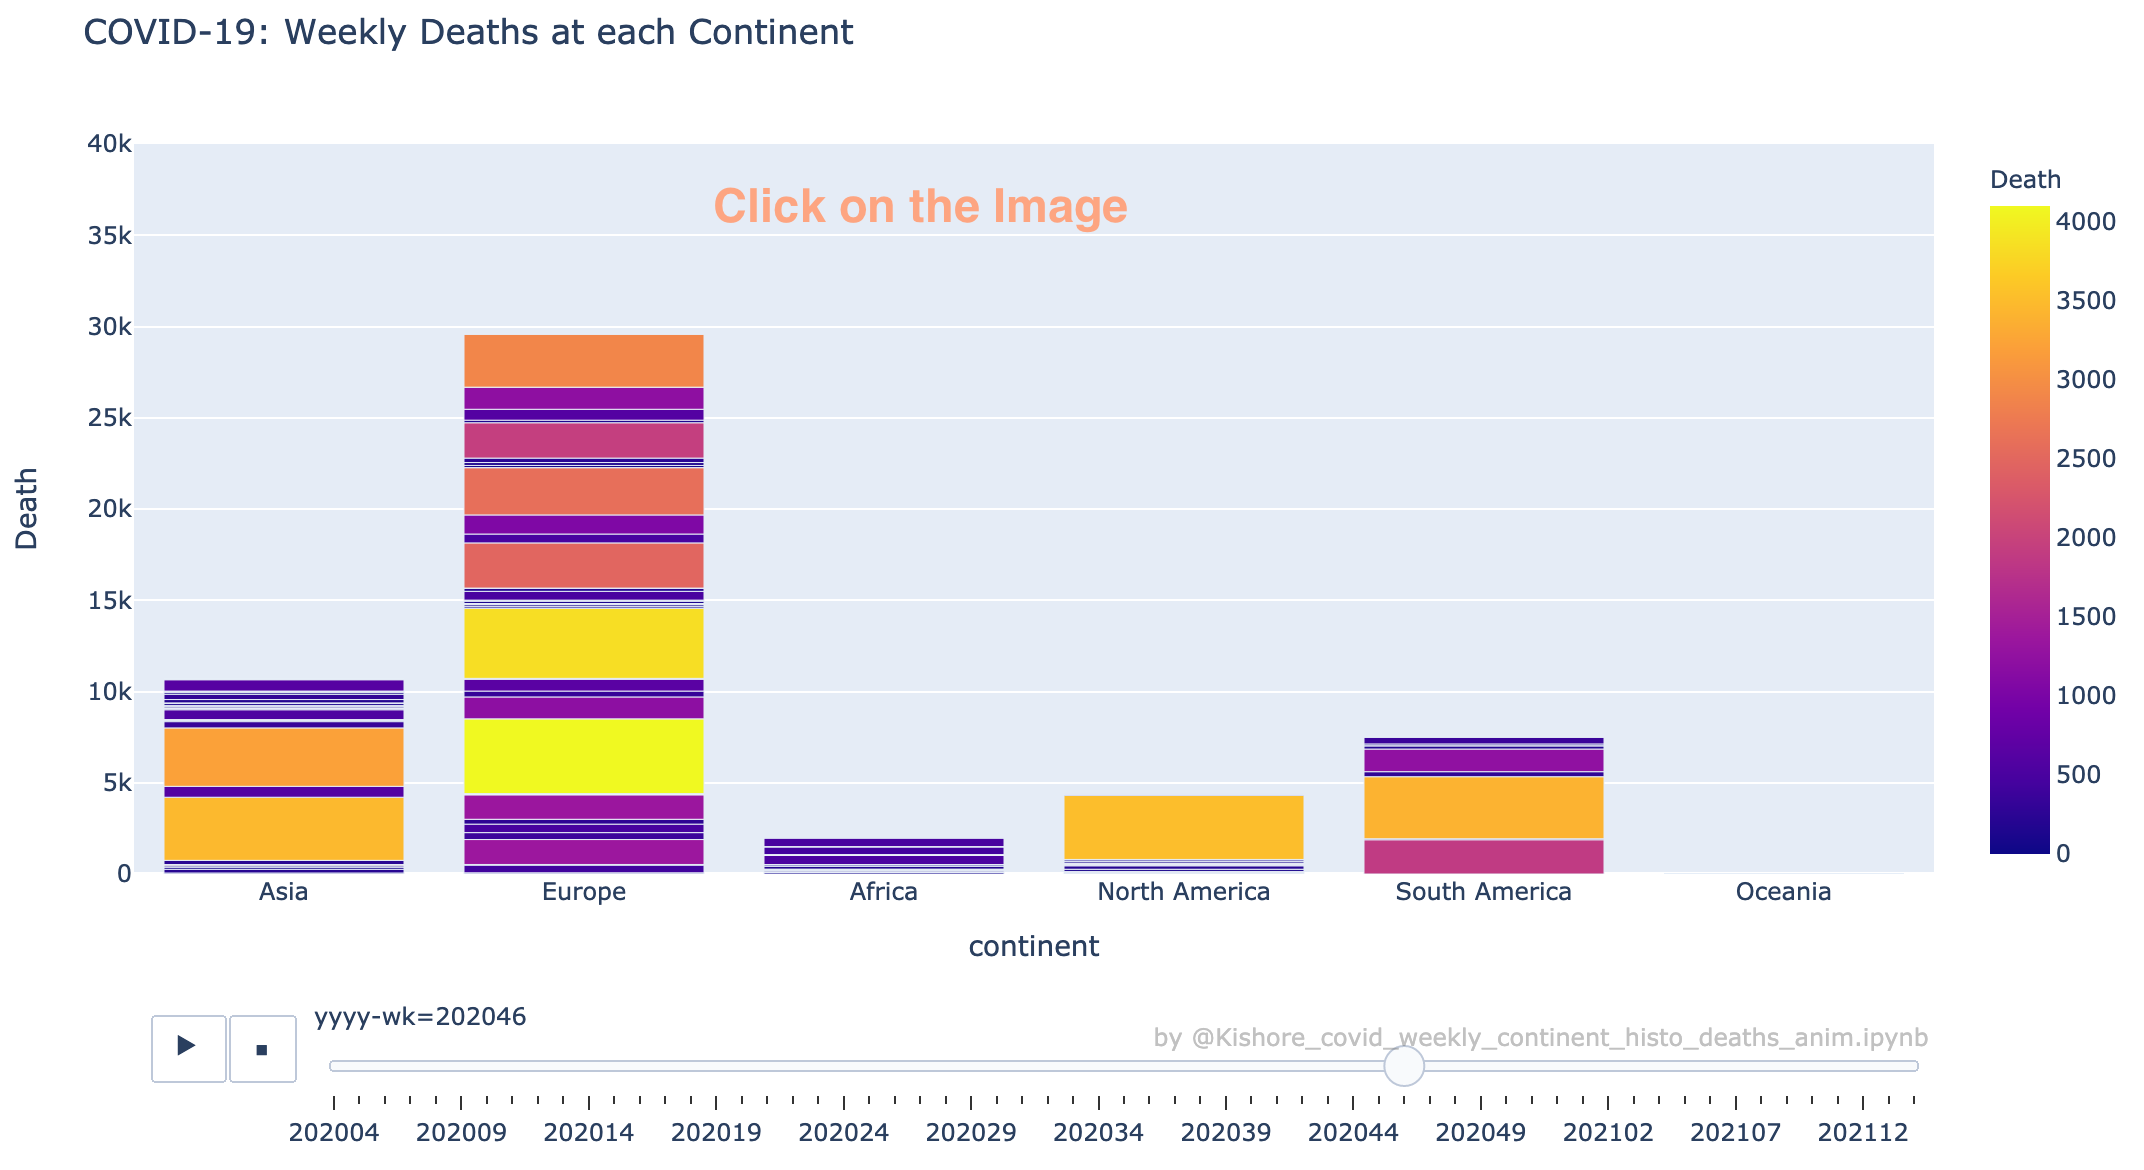 COVID-19: Weekly Deaths at each Continent
Click on the Image
Death
40k
35k
30k
25k
20k
15k
10k
5k
0
Death
4000
3500
3000
2500
2000
1500
1000
500
0
Asia Europe Africa North America South America Oceania
continent
yyyy-wk=202046
by @Kishore_covid_weekly_continent_histo_deaths_anim.ipynb
202004 202009 202014 202019 202024 202029 202034 202039 202044 202049 202102 202107 202112